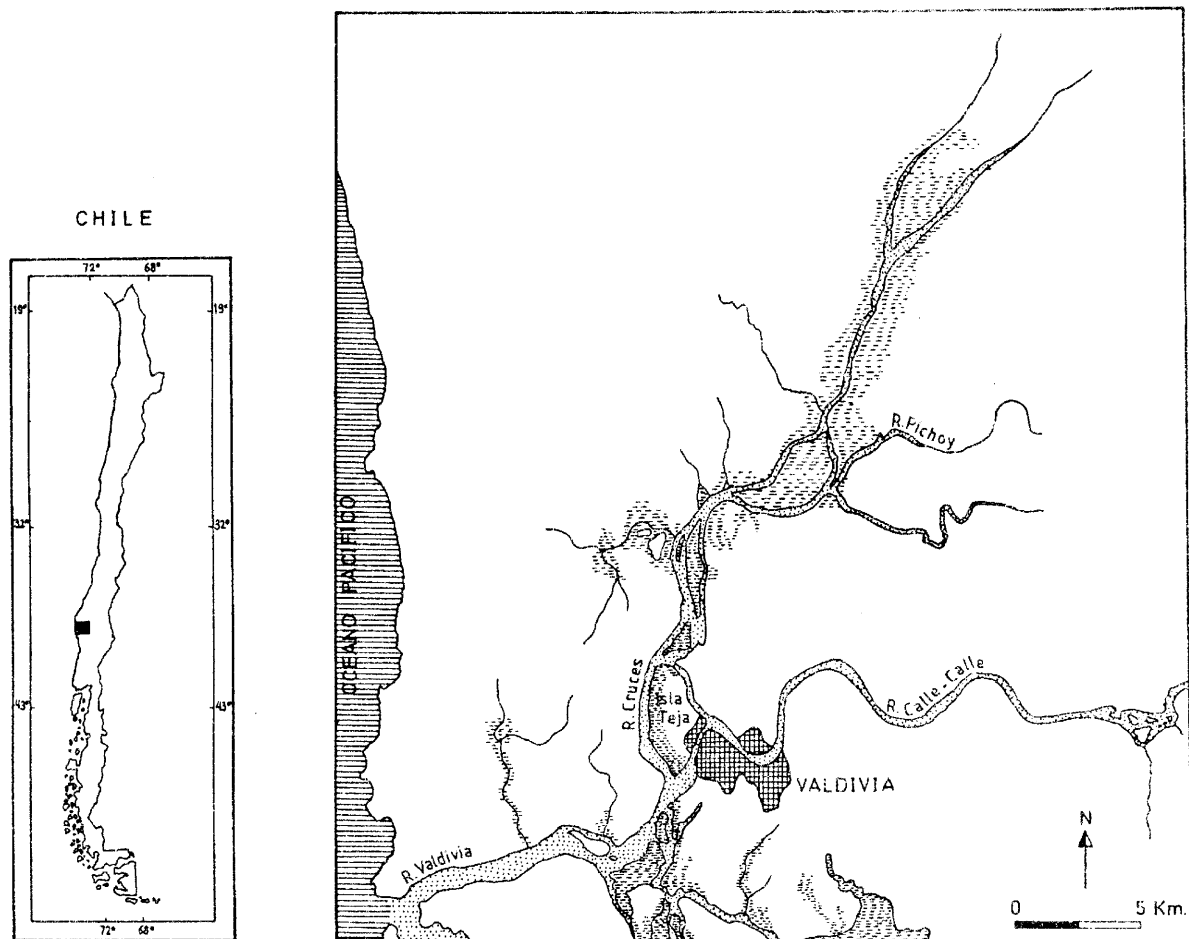 CHILE
72° 68°
19° 19°
32° 32°
43° 43°
72° 68°
OCEANO PACIFICO
R. Pichoy
R. Cruces
Isla
Teja
R. Calle-Calle
VALDIVIA
R. Valdivia
N
0 5 Km.